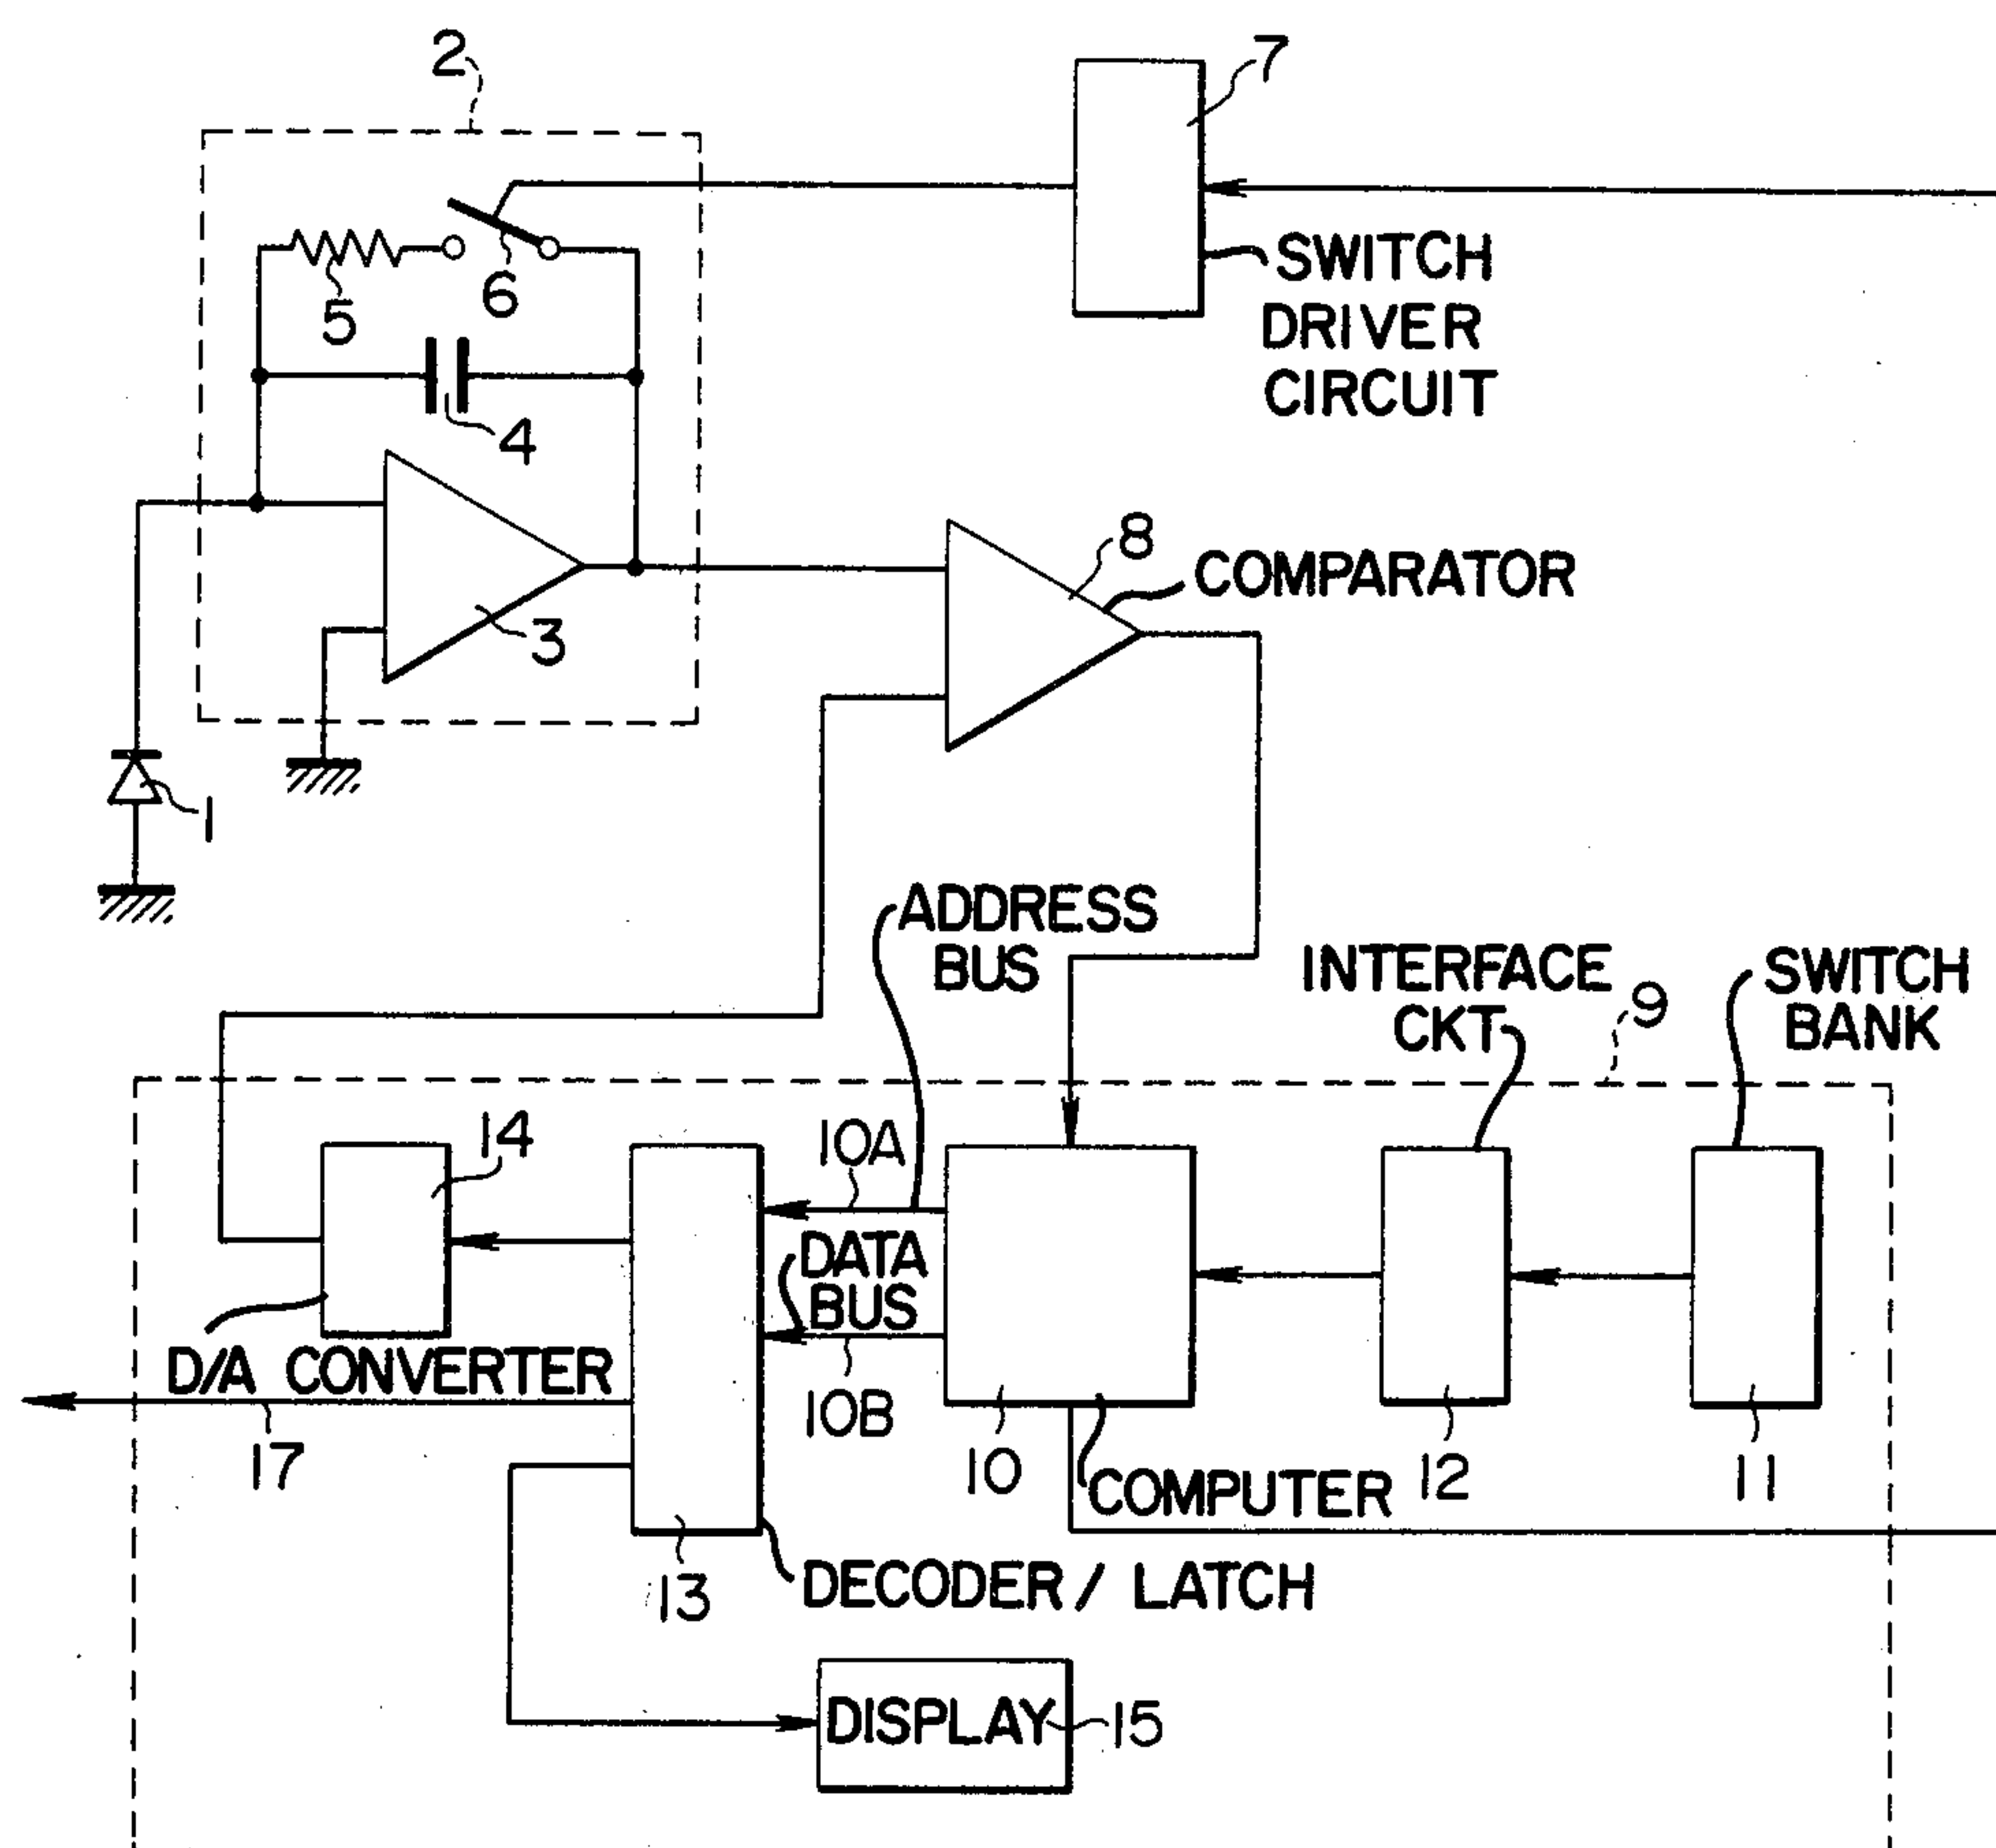 2
7
SWITCH
DRIVER
CIRCUIT
5
6
4
3
8
COMPARATOR
1
ADDRESS
BUS
INTERFACE
CKT
9
SWITCH
BANK
14
10A
DATA
BUS
D/A CONVERTER
10B
17
10
COMPUTER
12
11
13
DECODER/ LATCH
DISPLAY
15